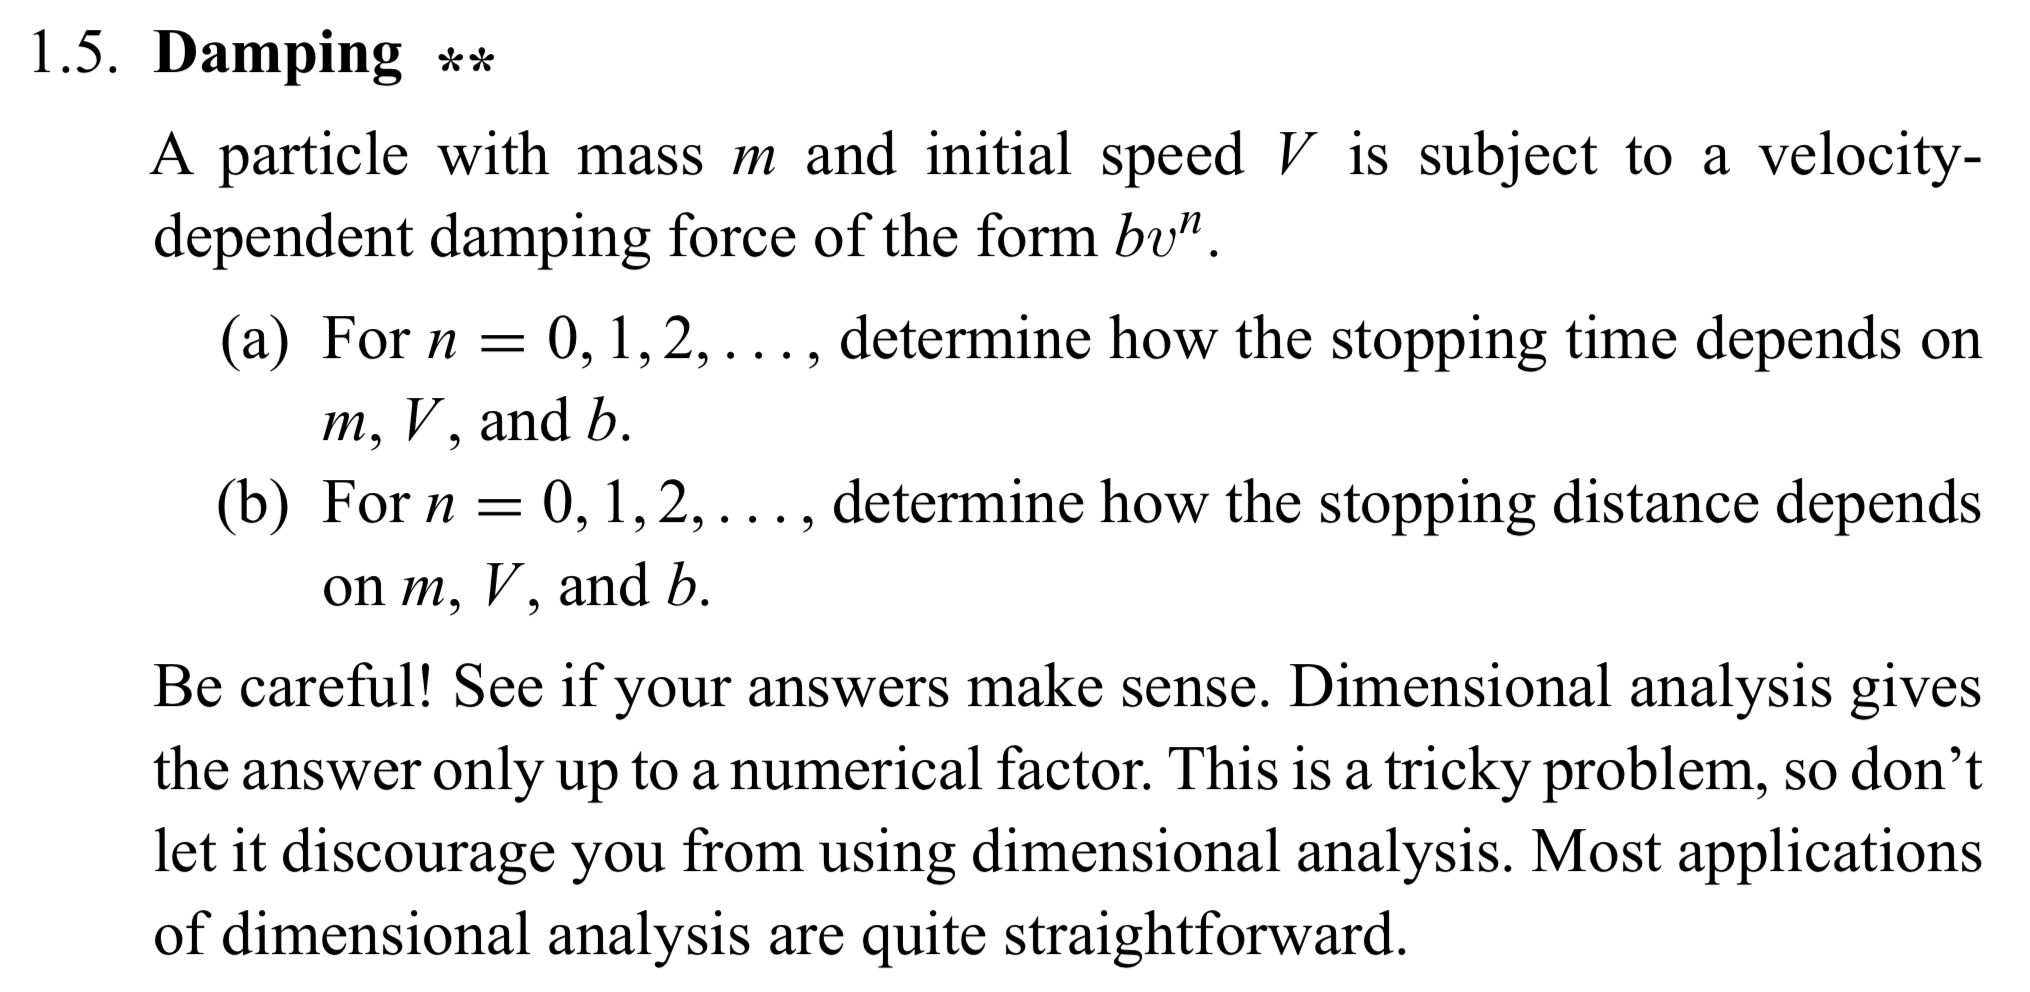 1.5. Damping **
A particle with mass m and initial speed V is subject to a velocity-
dependent damping force of the form bvⁿ.
(a) For n = 0, 1, 2, . . . , determine how the stopping time depends on
m, V, and b.
(b) For n = 0, 1, 2, . . . , determine how the stopping distance depends
on m, V, and b.
Be careful! See if your answers make sense. Dimensional analysis gives
the answer only up to a numerical factor. This is a tricky problem, so don’t
let it discourage you from using dimensional analysis. Most applications
of dimensional analysis are quite straightforward.